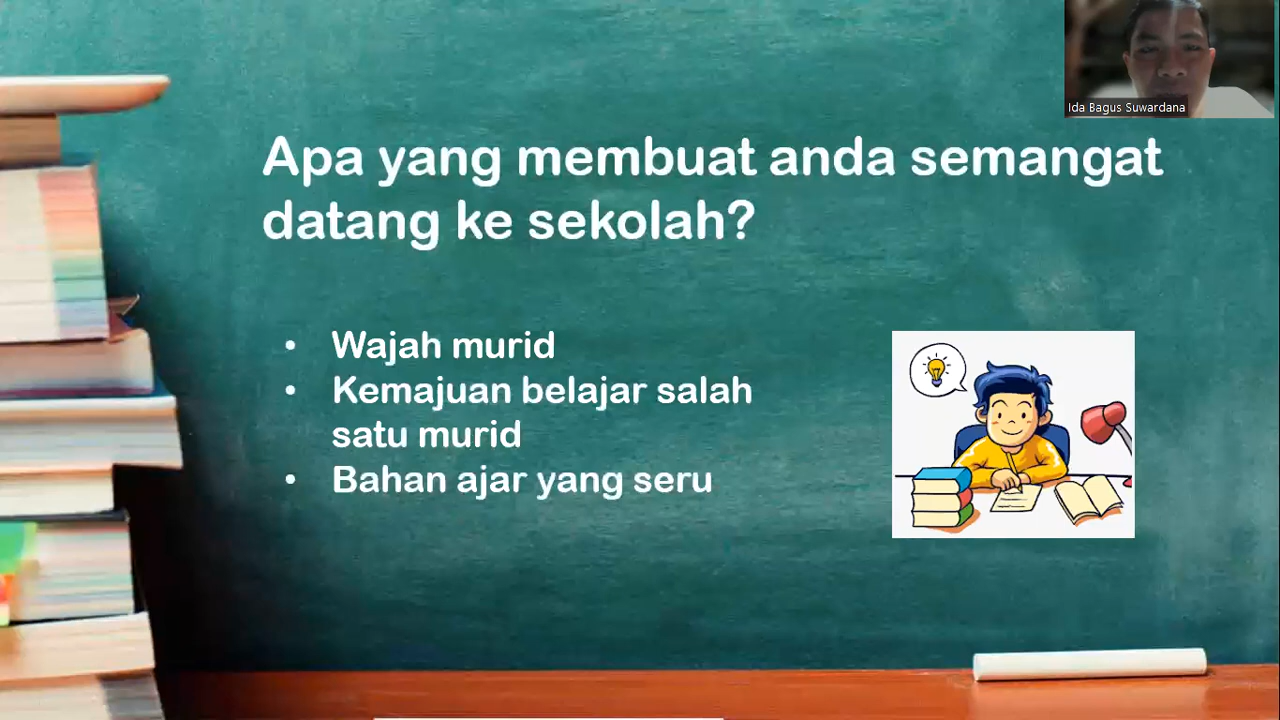 Ida Bagus Suwardana
Apa yang membuat anda semangat
datang ke sekolah?
• Wajah murid
• Kemajuan belajar salah
satu murid
• Bahan ajar yang seru